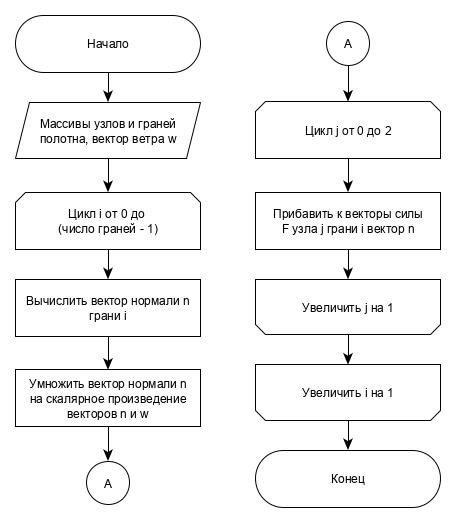 Начало
Массивы узлов и граней
полотна, вектор ветра w
Цикл i от 0 до
(число граней - 1)
Вычислить вектор нормали n
грани i
Умножить вектор нормали n
на скалярное произведение
векторов n и w
А
А
Цикл j от 0 до 2
Прибавить к векторы силы
F узла j грани i вектор n
Увеличить j на 1
Увеличить i на 1
Конец